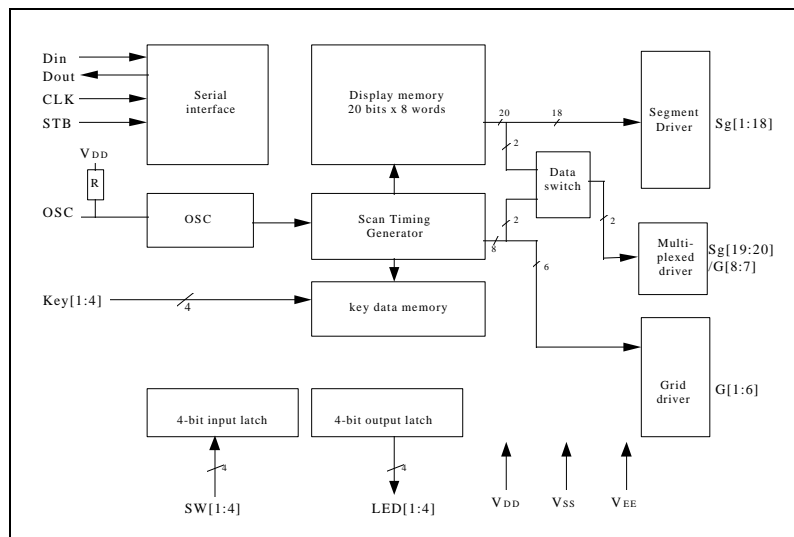 Din
Dout
CLK
STB
Serial
interface
Display memory
20 bits x 8 words
20
18
2
Segment
Driver
Sg[1:18]
VDD
R
OSC
OSC
Scan Timing
Generator
2
8
Data
switch
2
6
Multi-
plexed
driver
Sg[19:20]
/G[8:7]
Key[1:4]
4
key data memory
Grid
driver
G[1:6]
4-bit input latch
4-bit output latch
4
4
SW[1:4]
LED[1:4]
VDD
VSS
VEE